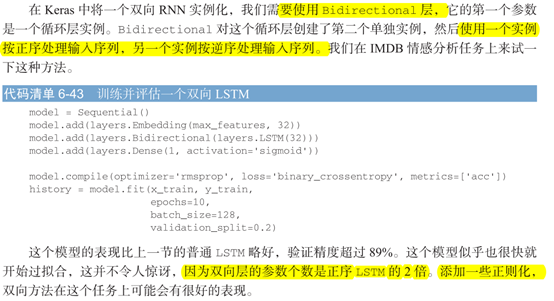 在 Keras 中将一个双向 RNN 实例化，我们需要使用 Bidirectional 层，它的第一个参数
是一个循环层实例。Bidirectional 对这个循环层创建了第二个单独实例，然后使用一个实例
按正序处理输入序列，另一个实例按逆序处理输入序列。我们在 IMDB 情感分析任务上来试一
下这种方法。
代码清单 6-43 训练并评估一个双向 LSTM
model = Sequential()
model.add(layers.Embedding(max_features, 32))
model.add(layers.Bidirectional(layers.LSTM(32)))
model.add(layers.Dense(1, activation='sigmoid'))
model.compile(optimizer='rmsprop', loss='binary_crossentropy', metrics=['acc'])
history = model.fit(x_train, y_train,
epochs=10,
batch_size=128,
validation_split=0.2)
这个模型的表现比上一节的普通 LSTM 略好，验证精度超过 89%。这个模型似乎也很快就
开始过拟合，这并不令人惊讶，因为双向层的参数个数是正序 LSTM 的 2 倍。添加一些正则化，
双向方法在这个任务上可能会有很好的表现。